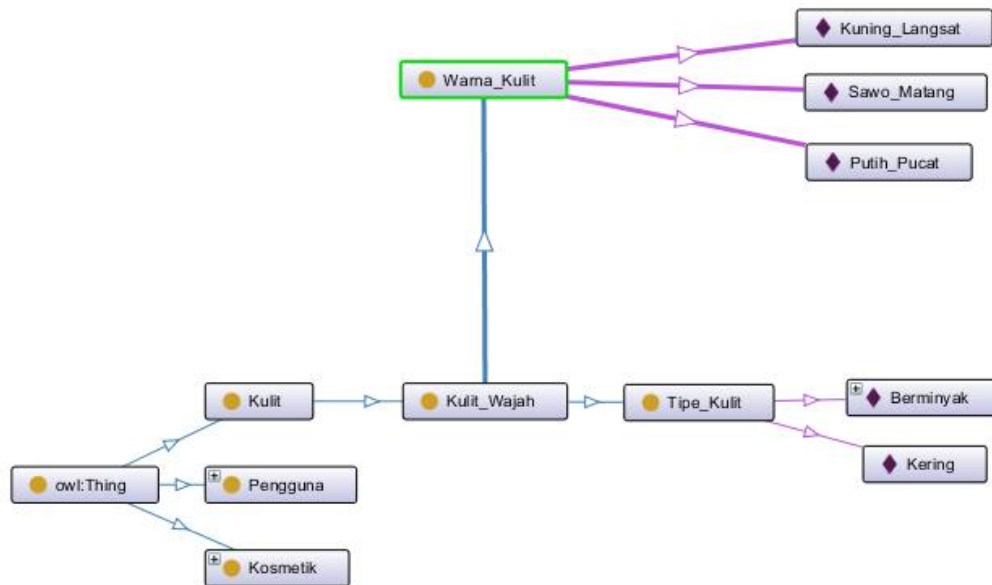 Kuning_Langsat
Warna_Kulit
Sawo_Matang
Putih_Pucat
Kulit
Kulit_Wajah
Tipe_Kulit
Berminyak
Kering
owl:Thing
Pengguna
Kosmetik